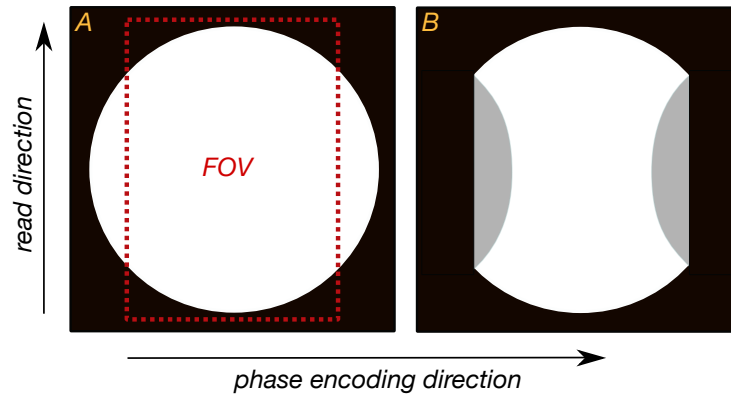 A
B
FOV
read direction
phase encoding direction